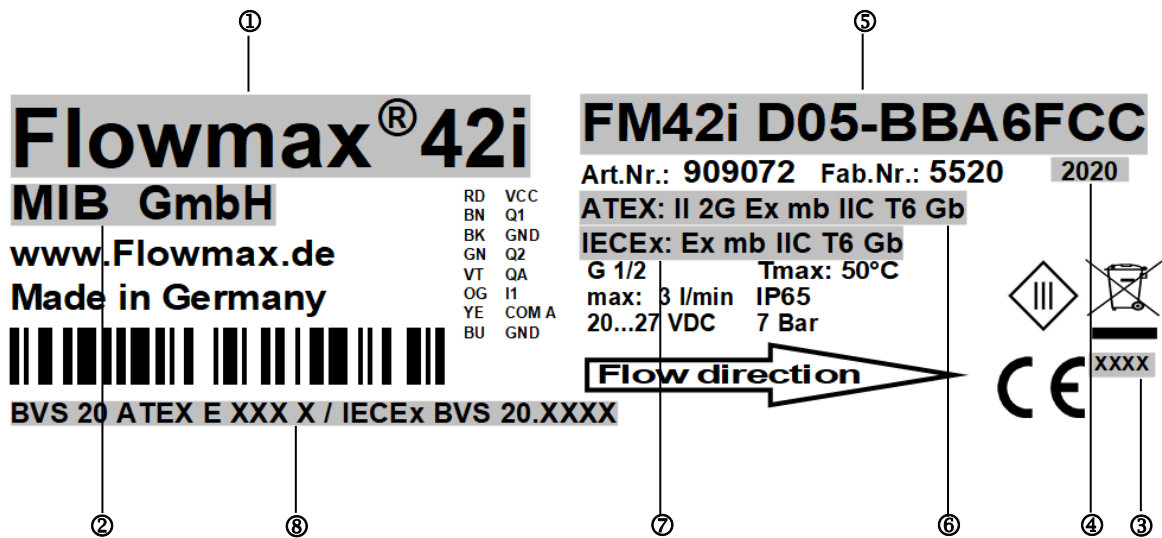 ① ⑤
Flowmax®42i
MIB GmbH
www.Flowmax.de
Made in Germany
RD VCC
BN Q1
BK GND
GN Q2
VT QA
OG I1
YE COM A
BU GND
BVS 20 ATEX E XXX X / IECEx BVS 20.XXXX
FM42i D05-BBA6FCC
Art.Nr.: 909072 Fab.Nr.: 5520 2020
ATEX: II 2G Ex mb IIC T6 Gb
IECEx: Ex mb IIC T6 Gb
G 1/2 Tmax: 50°C
max: 3 l/min IP65
20...27 VDC 7 Bar
Flow direction
III
CE
XXXX
② ⑧ ⑦ ⑥ ④ ③